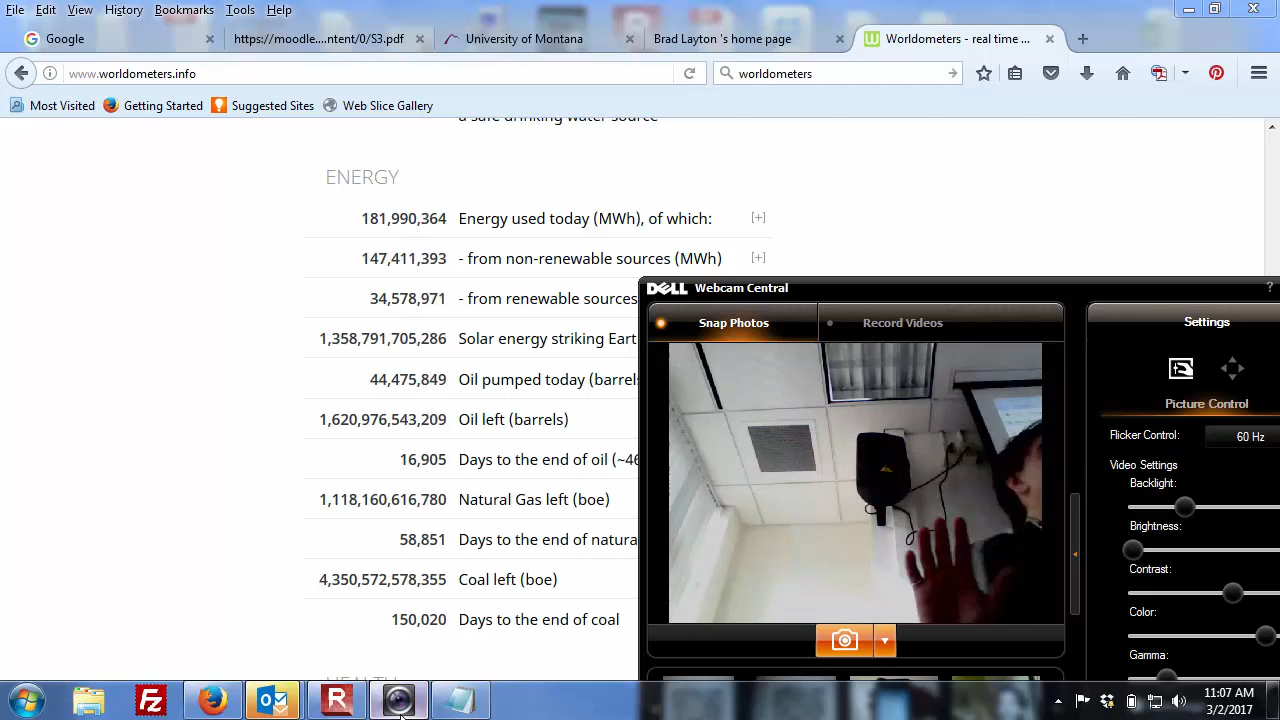 File Edit View History Bookmarks Tools Help
Google https://moodle....ntent/0/S3.pdf University of Montana Brad Layton 's home page Worldometers - real time ...
www.worldometers.info worldometers
Most Visited Getting Started Suggested Sites Web Slice Gallery
a safe drinking water source
ENERGY
181,990,364 Energy used today (MWh), of which: [+]
147,411,393 - from non-renewable sources (MWh) [+]
34,578,971 - from renewable sources
1,358,791,705,286 Solar energy striking Eart
44,475,849 Oil pumped today (barrels
1,620,976,543,209 Oil left (barrels)
16,905 Days to the end of oil (~46
1,118,160,616,780 Natural Gas left (boe)
58,851 Days to the end of natura
4,350,572,578,355 Coal left (boe)
150,020 Days to the end of coal
DELL Webcam Central ?
Snap Photos Record Videos
Settings
Picture Control
Flicker Control: 60 Hz
Video Settings
Backlight:
Brightness:
Contrast:
Color:
Gamma:
HEALTH
11:07 AM
3/2/2017